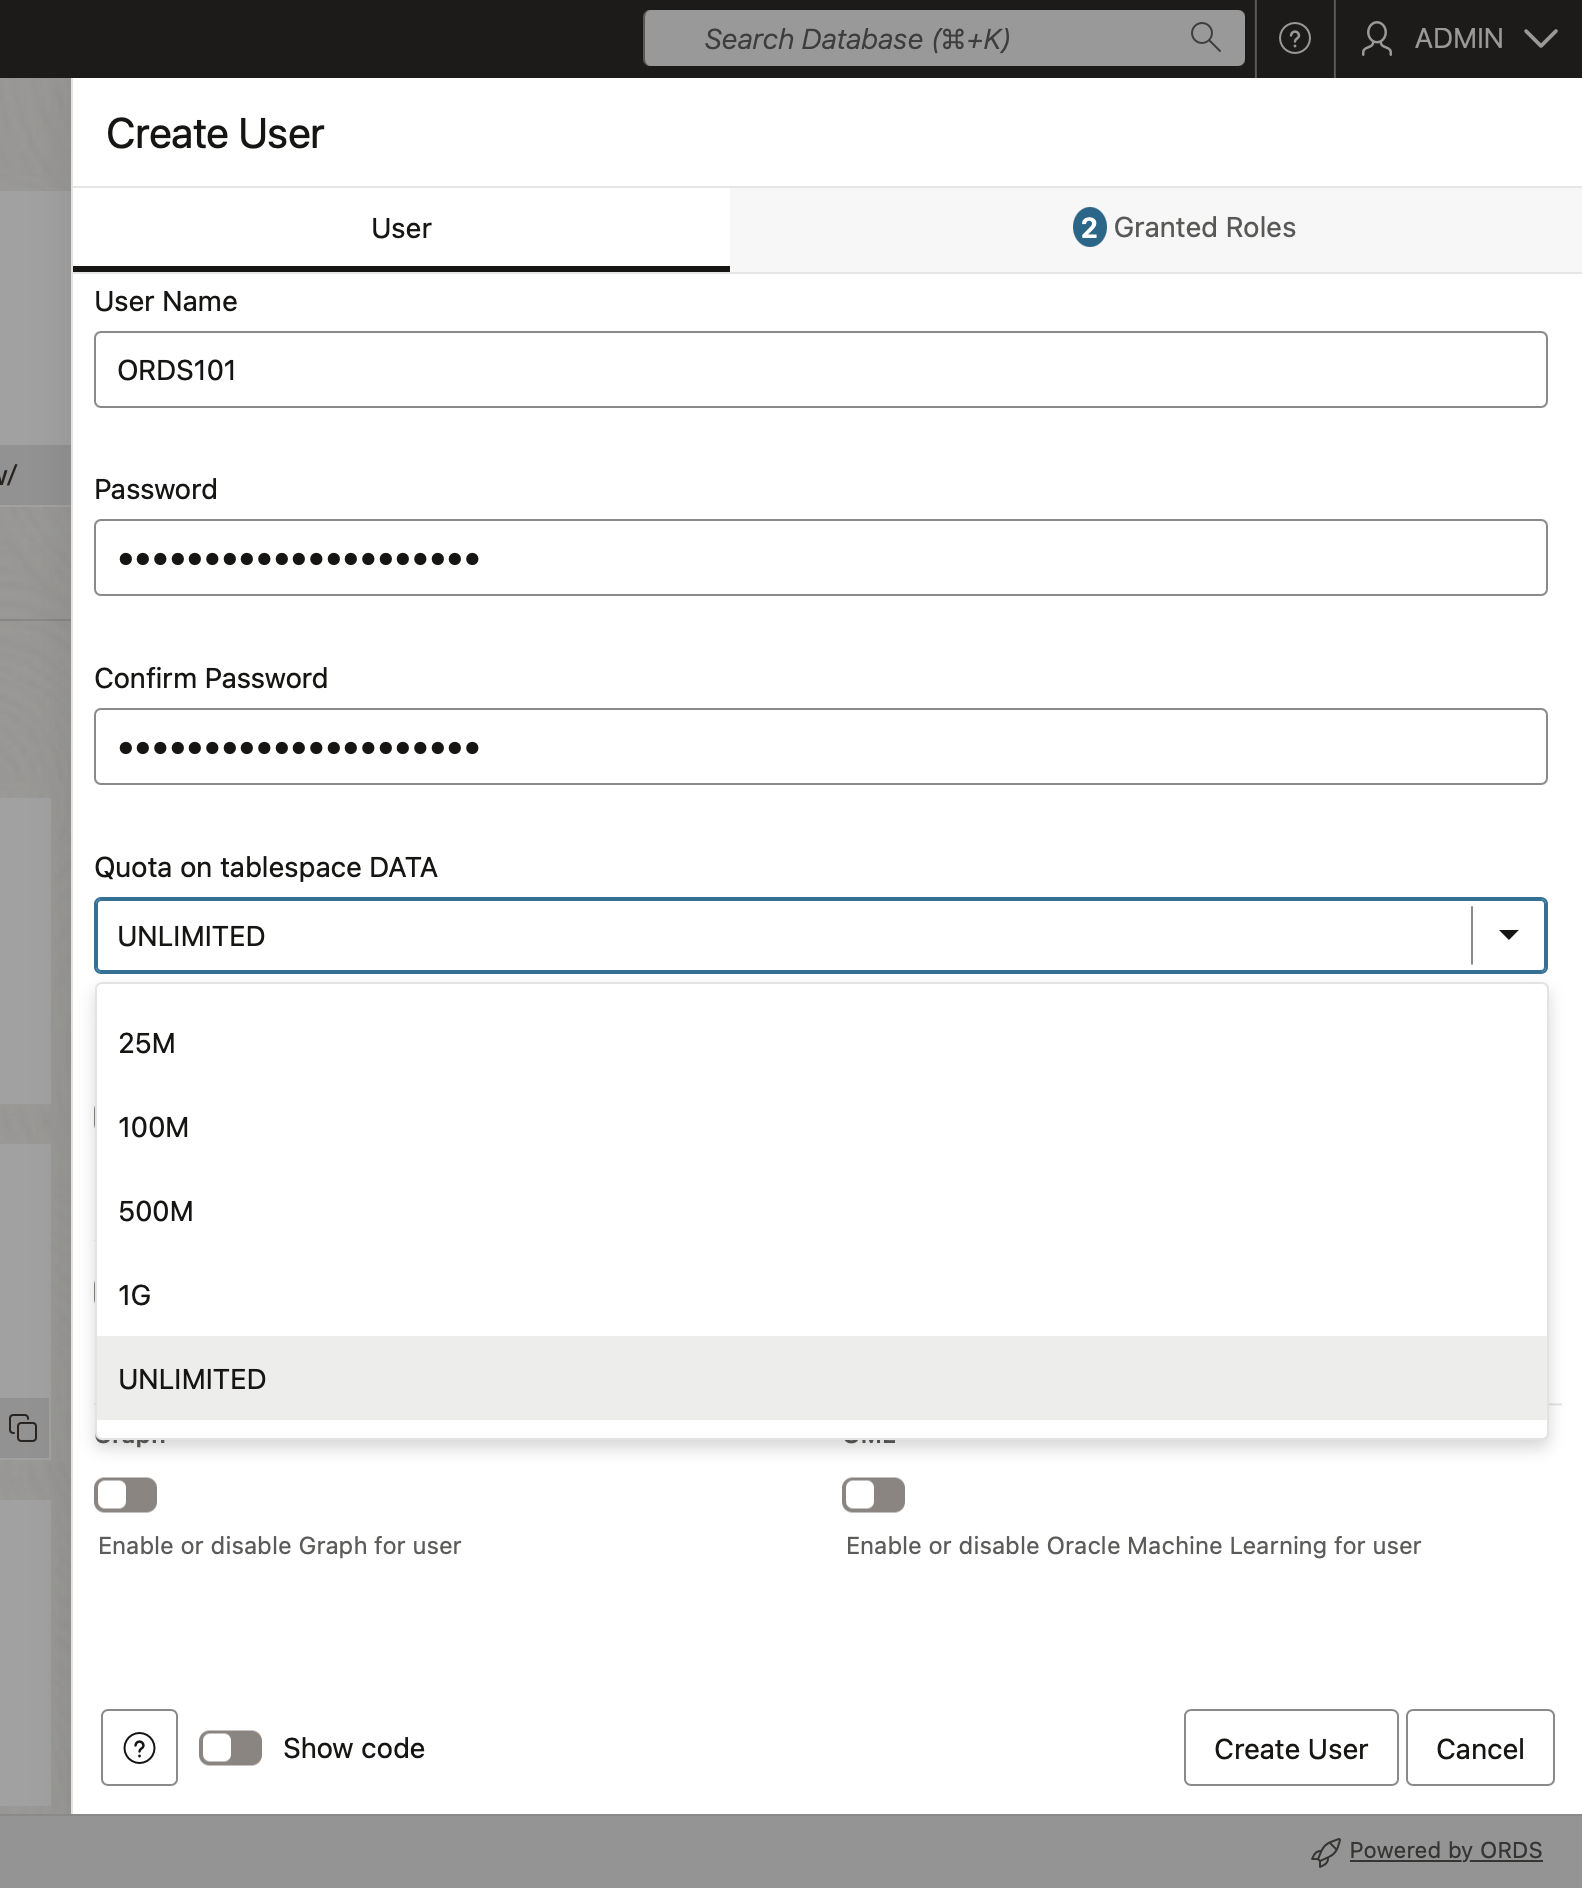 Search Database (⌘+K)
ADMIN
Create User
User
2 Granted Roles
User Name
ORDS101
Password
Confirm Password
Quota on tablespace DATA
UNLIMITED
25M
100M
500M
1G
UNLIMITED
Enable or disable Graph for user
Enable or disable Oracle Machine Learning for user
? Show code
Create User
Cancel
Powered by ORDS